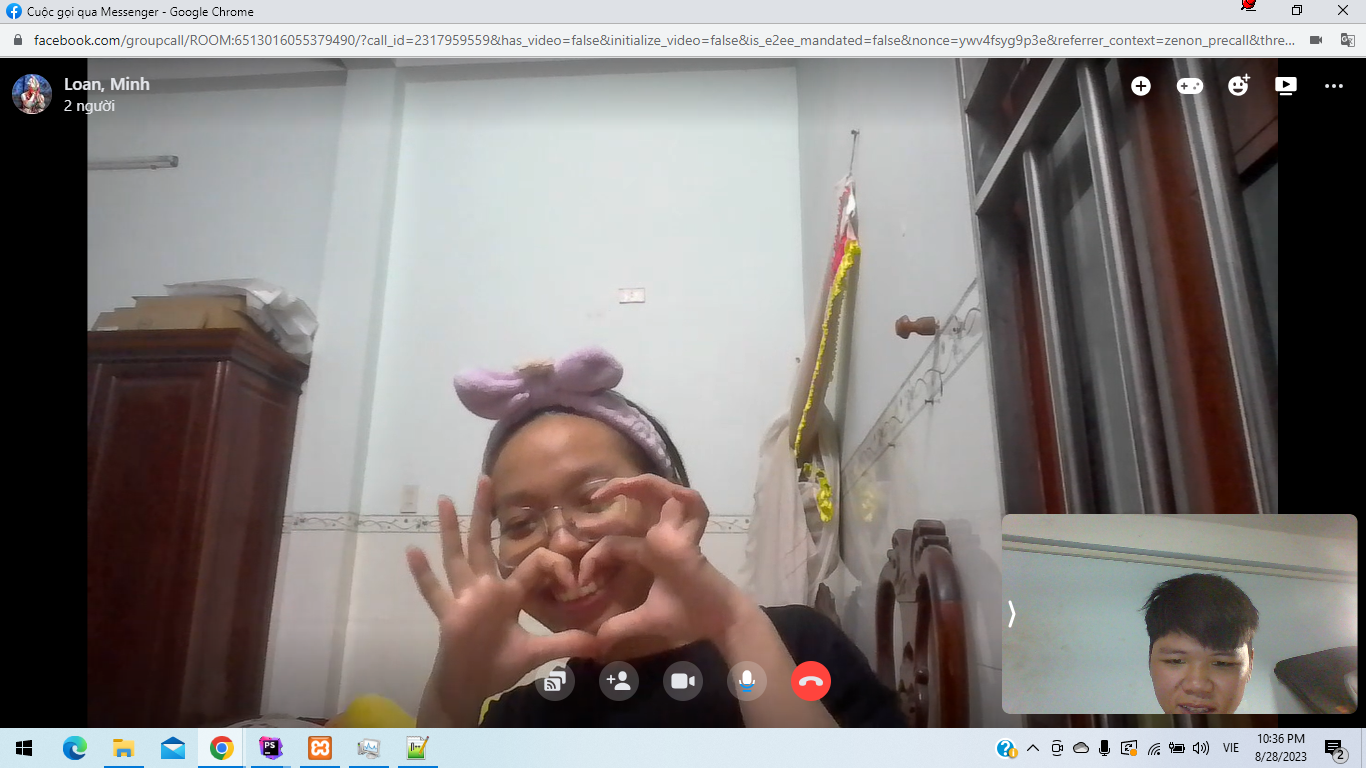 Cuộc gọi qua Messenger - Google Chrome
facebook.com/groupcall/ROOM:6513016055379490/?call_id=2317959559&has_video=false&initialize_video=false&is_e2ee_mandated=false&nonce=ywv4fsyg9p3e&referrer_context=zenon_precall&thre...
Loan, Minh
2 người
PS
VIE
10:36 PM
8/28/2023
2